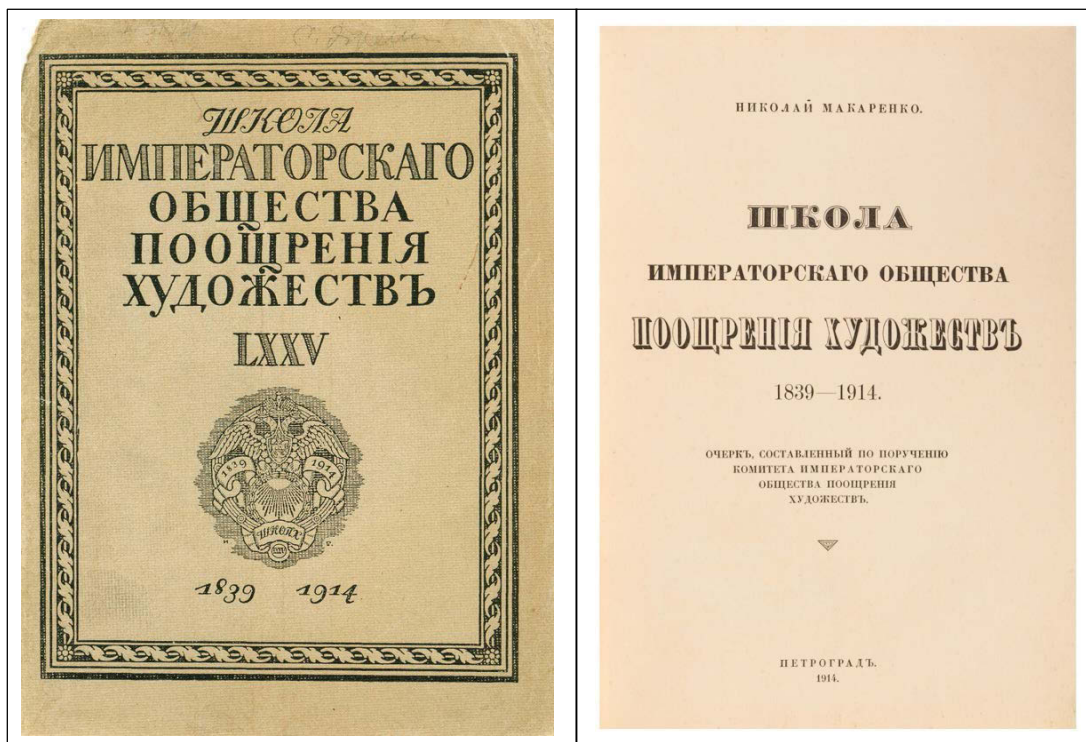 ШКОЛА
ИМПЕРАТОРСКАГО
ОБЩЕСТВА
ПООЩРЕНІЯ
ХУДОЖЕСТВЪ
LXXV
1839 1914
ШКОЛА
1839 1914
НИКОЛАЙ МАКАРЕНКО.
ШКОЛА
ИМПЕРАТОРСКАГО ОБЩЕСТВА
ПООЩРЕНІЯ ХУДОЖЕСТВЪ
1839—1914.
ОЧЕРКЪ, СОСТАВЛЕННЫЙ ПО ПОРУЧЕНІЮ
КОМИТЕТА ИМПЕРАТОРСКАГО
ОБЩЕСТВА ПООЩРЕНІЯ
ХУДОЖЕСТВЪ.
ПЕТРОГРАДЪ.
1914.